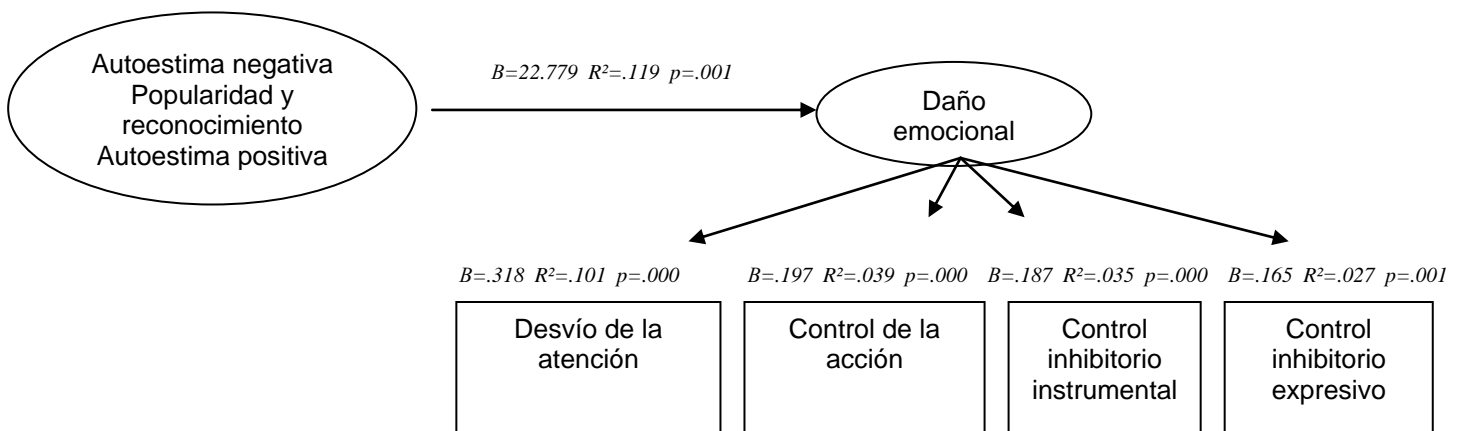 Autoestima negativa
Popularidad y
reconocimiento
Autoestima positiva
B=22.779 R²=.119 p=.001
Daño
emocional
B=.318 R²=.101 p=.000
B=.197 R²=.039 p=.000
B=.187 R²=.035 p=.000
B=.165 R²=.027 p=.001
Desvío de la
atención
Control de la
acción
Control
inhibitorio
instrumental
Control
inhibitorio
expresivo